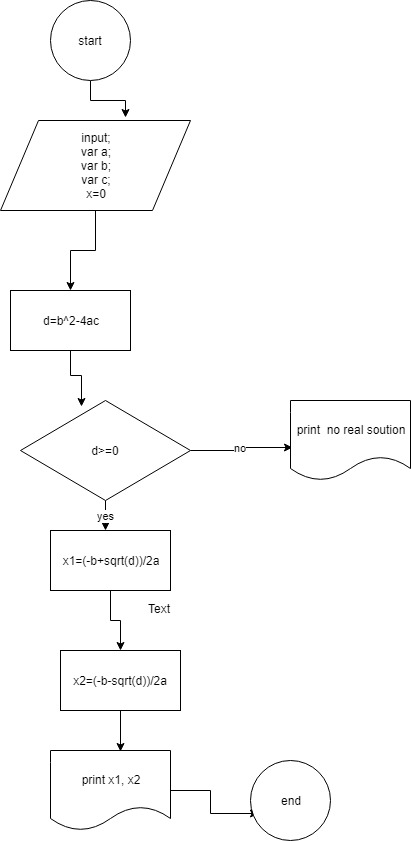 start
input;
var a;
var b;
var c;
x=0
d=b^2-4ac
d>=0
no
print  no real soution
yes
x1=(-b+sqrt(d))/2a
Text
x2=(-b-sqrt(d))/2a
print x1, x2
end